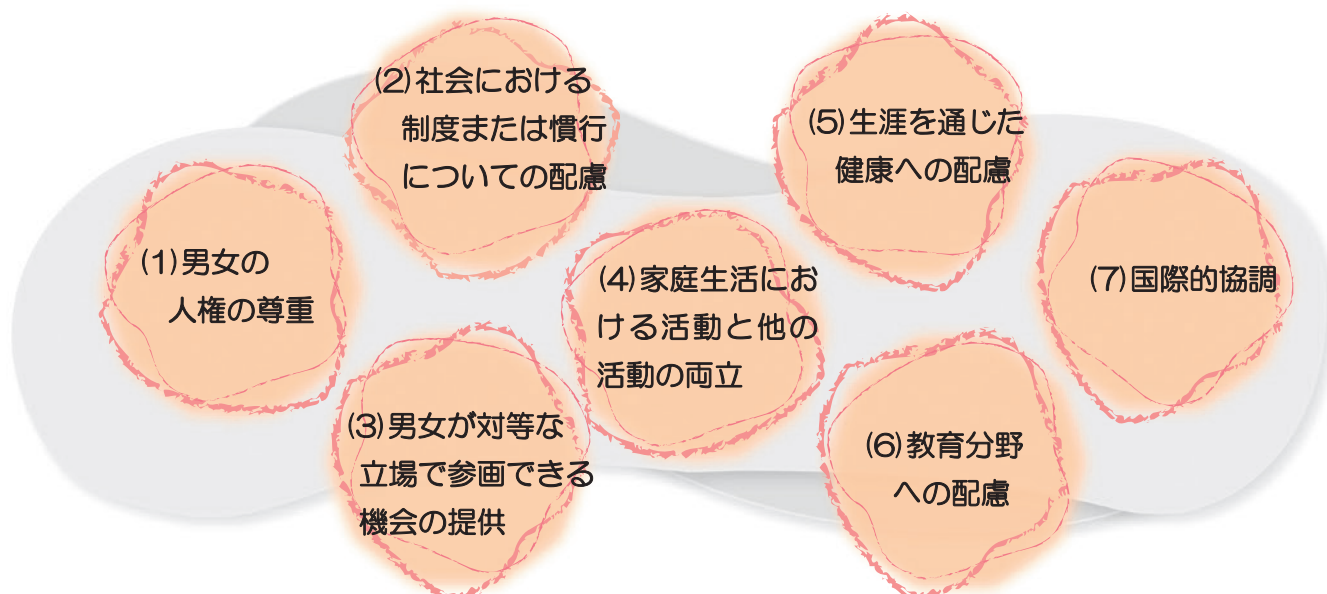 (1)男女の
人権の尊重
(2)社会における
制度または慣行
についての配慮
(3)男女が対等な
立場で参画できる
機会の提供
(4)家庭生活にお
ける活動と他の
活動の両立
(5)生涯を通じた
健康への配慮
(6)教育分野
への配慮
(7)国際的協調